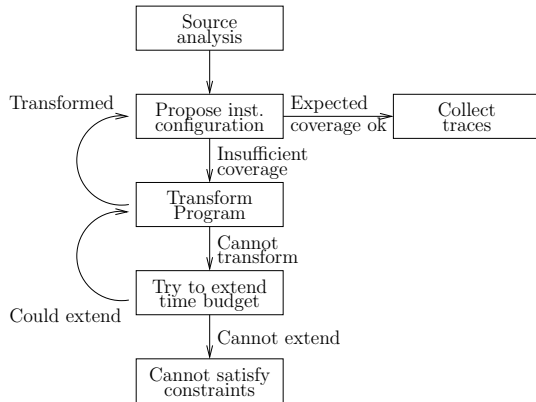 Source
analysis
Transformed
Propose inst.
configuration
Expected
coverage ok
Collect
traces
Insufficient
coverage
Transform
Program
Cannot
transform
Try to extend
time budget
Could extend
Cannot extend
Cannot satisfy
constraints